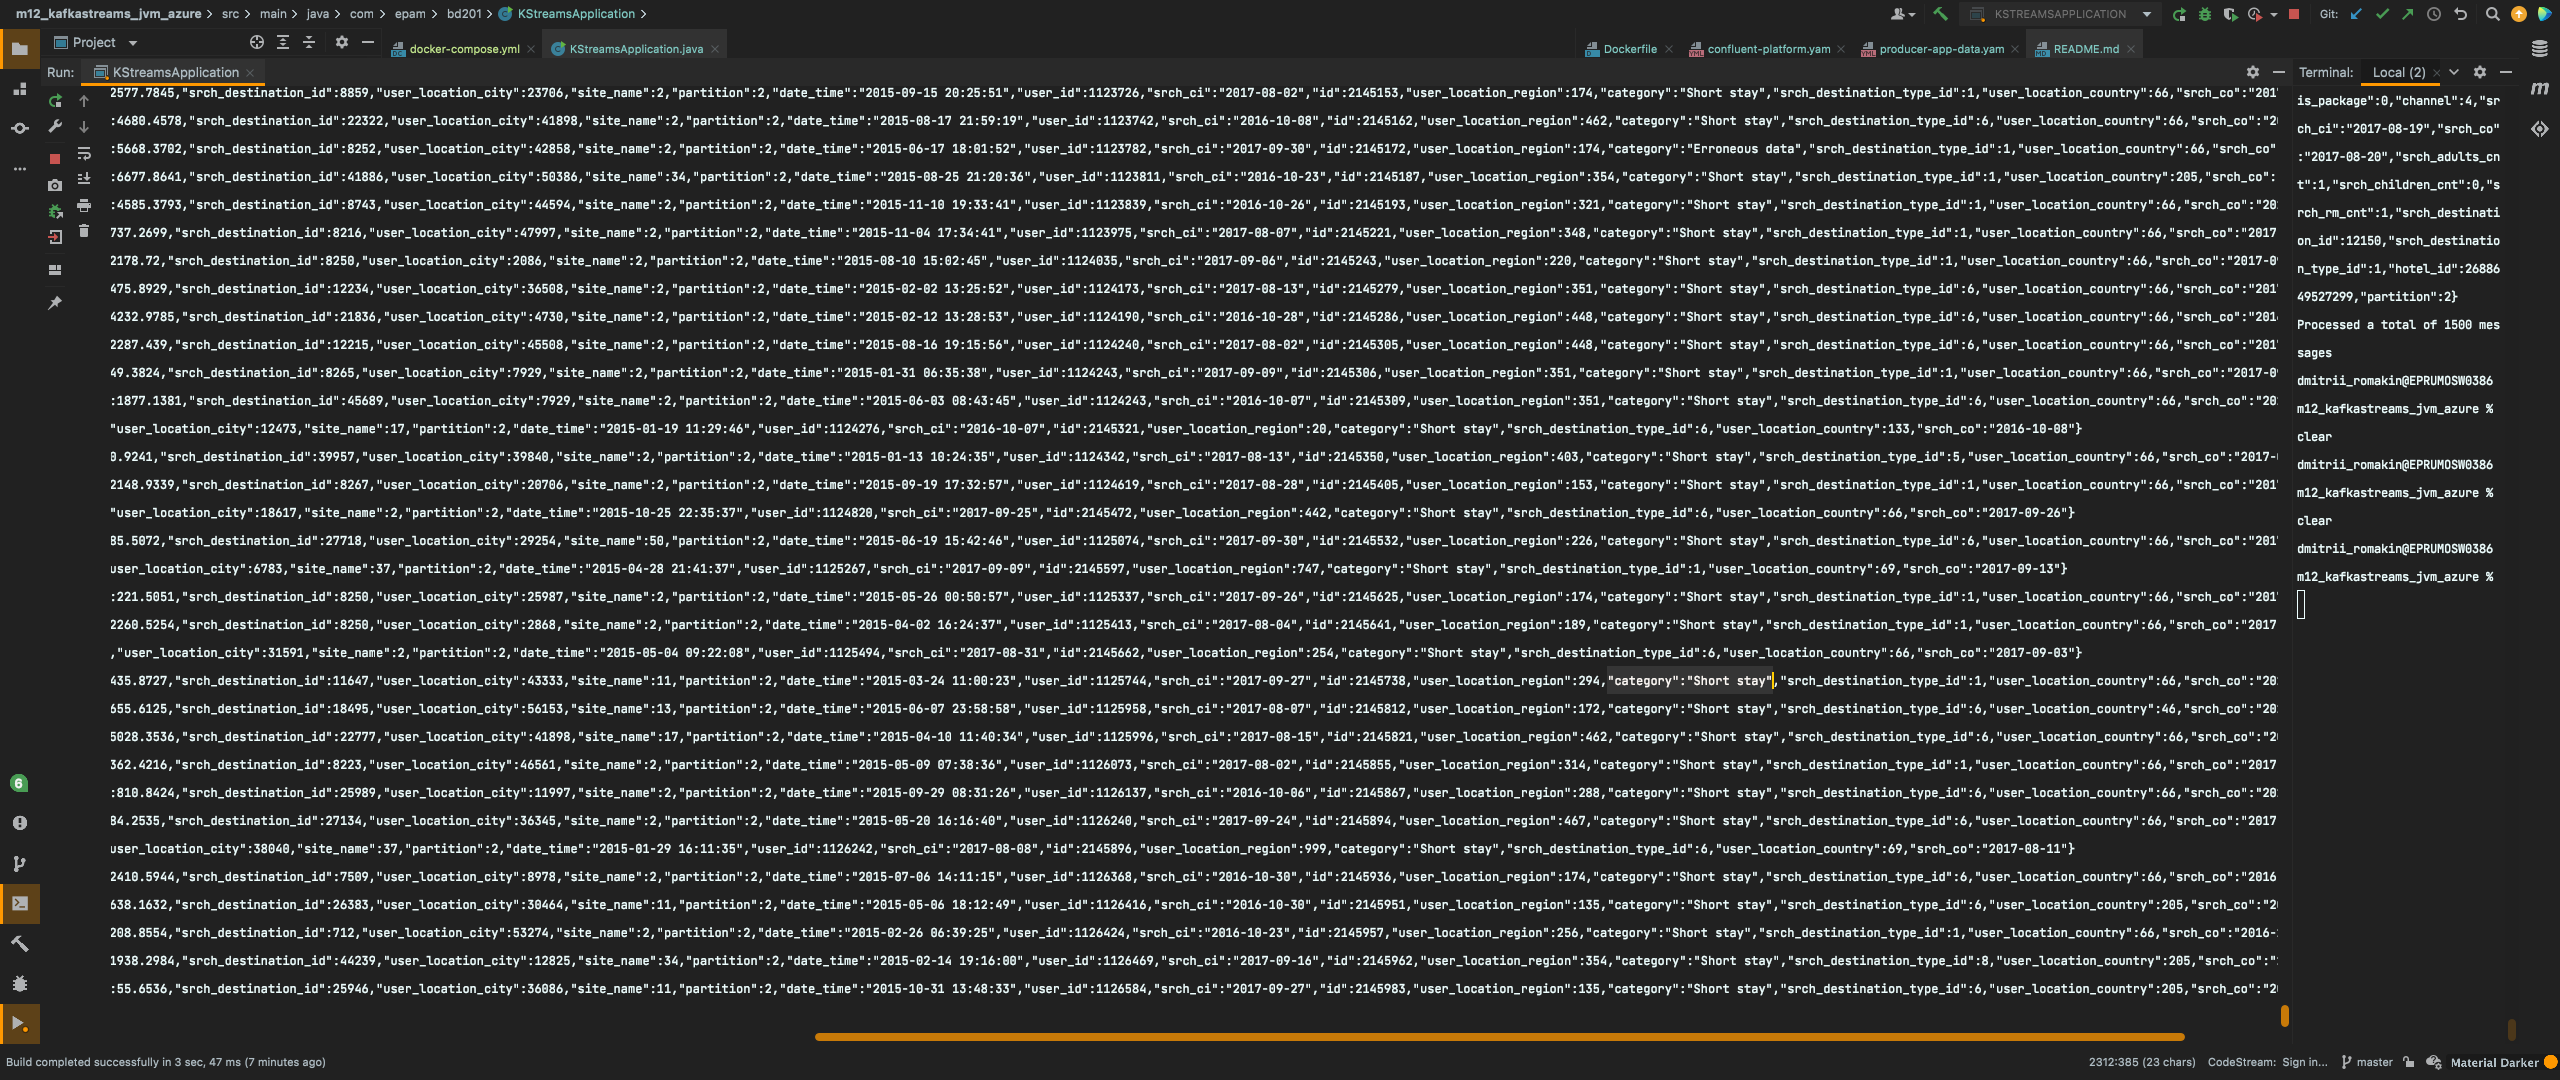 m12_kafkastreams_jvm_azure > src > main > java > com > epam > bd201 > KStreamsApplication >
KSTREAMSAPPLICATION
Git:
Project
docker-compose.yml
KStreamsApplication.java
Dockerfile
confluent-platform.yam
producer-app-data.yam
README.md
Run: KStreamsApplication
Terminal: Local (2)
2577.7845,"srch_destination_id":8859,"user_location_city":23706,"site_name":2,"partition":2,"date_time":"2015-09-15 20:25:51","user_id":1123726,"srch_ci":"2017-08-02","id":2145153,"user_location_region":174,"category":"Short stay","srch_destination_type_id":1,"user_location_country":66,"srch_co":"201
:4680.4578,"srch_destination_id":22322,"user_location_city":41898,"site_name":2,"partition":2,"date_time":"2015-08-17 21:59:19","user_id":1123742,"srch_ci":"2016-10-08","id":2145162,"user_location_region":462,"category":"Short stay","srch_destination_type_id":6,"user_location_country":66,"srch_co":"2
:5668.3702,"srch_destination_id":8252,"user_location_city":42858,"site_name":2,"partition":2,"date_time":"2015-06-17 18:01:52","user_id":1123782,"srch_ci":"2017-09-30","id":2145172,"user_location_region":174,"category":"Erroneous data","srch_destination_type_id":1,"user_location_country":66,"srch_co"
:6677.8641,"srch_destination_id":41886,"user_location_city":50386,"site_name":34,"partition":2,"date_time":"2015-08-25 21:20:36","user_id":1123811,"srch_ci":"2016-10-23","id":2145187,"user_location_region":354,"category":"Short stay","srch_destination_type_id":1,"user_location_country":205,"srch_co":
:4585.3793,"srch_destination_id":8743,"user_location_city":44594,"site_name":2,"partition":2,"date_time":"2015-11-10 19:33:41","user_id":1123839,"srch_ci":"2016-10-26","id":2145193,"user_location_region":321,"category":"Short stay","srch_destination_type_id":1,"user_location_country":66,"srch_co":"20
737.2699,"srch_destination_id":8216,"user_location_city":47997,"site_name":2,"partition":2,"date_time":"2015-11-04 17:34:41","user_id":1123975,"srch_ci":"2017-08-07","id":2145221,"user_location_region":348,"category":"Short stay","srch_destination_type_id":1,"user_location_country":66,"srch_co":"2017
2178.72,"srch_destination_id":8250,"user_location_city":2086,"site_name":2,"partition":2,"date_time":"2015-08-10 15:02:45","user_id":1124035,"srch_ci":"2017-09-06","id":2145243,"user_location_region":220,"category":"Short stay","srch_destination_type_id":1,"user_location_country":66,"srch_co":"2017-0
475.8929,"srch_destination_id":12234,"user_location_city":36508,"site_name":2,"partition":2,"date_time":"2015-02-02 13:25:52","user_id":1124173,"srch_ci":"2017-08-13","id":2145279,"user_location_region":351,"category":"Short stay","srch_destination_type_id":6,"user_location_country":66,"srch_co":"201
4232.9785,"srch_destination_id":21836,"user_location_city":4730,"site_name":2,"partition":2,"date_time":"2015-02-12 13:28:53","user_id":1124190,"srch_ci":"2016-10-28","id":2145286,"user_location_region":448,"category":"Short stay","srch_destination_type_id":6,"user_location_country":66,"srch_co":"201
2287.439,"srch_destination_id":12215,"user_location_city":45508,"site_name":2,"partition":2,"date_time":"2015-08-16 19:15:56","user_id":1124240,"srch_ci":"2017-08-02","id":2145305,"user_location_region":448,"category":"Short stay","srch_destination_type_id":6,"user_location_country":66,"srch_co":"201
49.3824,"srch_destination_id":8265,"user_location_city":7929,"site_name":2,"partition":2,"date_time":"2015-01-31 06:35:38","user_id":1124243,"srch_ci":"2017-09-09","id":2145306,"user_location_region":351,"category":"Short stay","srch_destination_type_id":1,"user_location_country":66,"srch_co":"2017-0
:1877.1381,"srch_destination_id":45689,"user_location_city":7929,"site_name":2,"partition":2,"date_time":"2015-06-03 08:43:45","user_id":1124243,"srch_ci":"2016-10-07","id":2145309,"user_location_region":351,"category":"Short stay","srch_destination_type_id":6,"user_location_country":66,"srch_co":"20
"user_location_city":12473,"site_name":17,"partition":2,"date_time":"2015-01-19 11:29:46","user_id":1124276,"srch_ci":"2016-10-07","id":2145321,"user_location_region":20,"category":"Short stay","srch_destination_type_id":6,"user_location_country":133,"srch_co":"2016-10-08"}
0.9241,"srch_destination_id":39957,"user_location_city":39840,"site_name":2,"partition":2,"date_time":"2015-01-13 10:24:35","user_id":1124342,"srch_ci":"2017-08-13","id":2145350,"user_location_region":403,"category":"Short stay","srch_destination_type_id":5,"user_location_country":66,"srch_co":"2017-
2148.9339,"srch_destination_id":8267,"user_location_city":20706,"site_name":2,"partition":2,"date_time":"2015-09-19 17:32:57","user_id":1124619,"srch_ci":"2017-08-28","id":2145405,"user_location_region":153,"category":"Short stay","srch_destination_type_id":1,"user_location_country":66,"srch_co":"201
"user_location_city":18617,"site_name":2,"partition":2,"date_time":"2015-10-25 22:35:37","user_id":1124820,"srch_ci":"2017-09-25","id":2145472,"user_location_region":442,"category":"Short stay","srch_destination_type_id":6,"user_location_country":66,"srch_co":"2017-09-26"}
85.5072,"srch_destination_id":27718,"user_location_city":29254,"site_name":50,"partition":2,"date_time":"2015-06-19 15:42:46","user_id":1125074,"srch_ci":"2017-09-30","id":2145532,"user_location_region":226,"category":"Short stay","srch_destination_type_id":6,"user_location_country":66,"srch_co":"201
user_location_city":6783,"site_name":37,"partition":2,"date_time":"2015-04-28 21:41:37","user_id":1125267,"srch_ci":"2017-09-09","id":2145597,"user_location_region":747,"category":"Short stay","srch_destination_type_id":1,"user_location_country":69,"srch_co":"2017-09-13"}
:221.5051,"srch_destination_id":8250,"user_location_city":25987,"site_name":2,"partition":2,"date_time":"2015-05-26 00:50:57","user_id":1125337,"srch_ci":"2017-09-26","id":2145625,"user_location_region":174,"category":"Short stay","srch_destination_type_id":1,"user_location_country":66,"srch_co":"201
2260.5254,"srch_destination_id":8250,"user_location_city":2868,"site_name":2,"partition":2,"date_time":"2015-04-02 16:24:37","user_id":1125413,"srch_ci":"2017-08-04","id":2145641,"user_location_region":189,"category":"Short stay","srch_destination_type_id":1,"user_location_country":66,"srch_co":"2017
,"user_location_city":31591,"site_name":2,"partition":2,"date_time":"2015-05-04 09:22:08","user_id":1125494,"srch_ci":"2017-08-31","id":2145662,"user_location_region":254,"category":"Short stay","srch_destination_type_id":6,"user_location_country":66,"srch_co":"2017-09-03"}
435.8727,"srch_destination_id":11647,"user_location_city":43333,"site_name":11,"partition":2,"date_time":"2015-03-24 11:00:23","user_id":1125744,"srch_ci":"2017-09-27","id":2145738,"user_location_region":294,"category":"Short stay","srch_destination_type_id":1,"user_location_country":66,"srch_co":"20
655.6125,"srch_destination_id":18495,"user_location_city":56153,"site_name":13,"partition":2,"date_time":"2015-06-07 23:58:58","user_id":1125958,"srch_ci":"2017-08-07","id":2145812,"user_location_region":172,"category":"Short stay","srch_destination_type_id":6,"user_location_country":46,"srch_co":"20
5028.3536,"srch_destination_id":22777,"user_location_city":41898,"site_name":17,"partition":2,"date_time":"2015-04-10 11:40:34","user_id":1125996,"srch_ci":"2017-08-15","id":2145821,"user_location_region":462,"category":"Short stay","srch_destination_type_id":6,"user_location_country":66,"srch_co":"2
362.4216,"srch_destination_id":8223,"user_location_city":46561,"site_name":2,"partition":2,"date_time":"2015-05-09 07:38:36","user_id":1126073,"srch_ci":"2017-08-02","id":2145855,"user_location_region":314,"category":"Short stay","srch_destination_type_id":1,"user_location_country":66,"srch_co":"2017
:810.8424,"srch_destination_id":25989,"user_location_city":11997,"site_name":2,"partition":2,"date_time":"2015-09-29 08:31:26","user_id":1126137,"srch_ci":"2016-10-06","id":2145867,"user_location_region":288,"category":"Short stay","srch_destination_type_id":6,"user_location_country":66,"srch_co":"20
84.2535,"srch_destination_id":27134,"user_location_city":36345,"site_name":2,"partition":2,"date_time":"2015-05-20 16:16:40","user_id":1126240,"srch_ci":"2017-09-24","id":2145894,"user_location_region":467,"category":"Short stay","srch_destination_type_id":6,"user_location_country":66,"srch_co":"2017
user_location_city":38040,"site_name":37,"partition":2,"date_time":"2015-01-29 16:11:35","user_id":1126242,"srch_ci":"2017-08-08","id":2145896,"user_location_region":999,"category":"Short stay","srch_destination_type_id":6,"user_location_country":69,"srch_co":"2017-08-11"}
2410.5944,"srch_destination_id":7509,"user_location_city":8978,"site_name":2,"partition":2,"date_time":"2015-07-06 14:11:15","user_id":1126368,"srch_ci":"2016-10-30","id":2145936,"user_location_region":174,"category":"Short stay","srch_destination_type_id":6,"user_location_country":66,"srch_co":"2016
638.1632,"srch_destination_id":26383,"user_location_city":30464,"site_name":11,"partition":2,"date_time":"2015-05-06 18:12:49","user_id":1126416,"srch_ci":"2016-10-30","id":2145951,"user_location_region":135,"category":"Short stay","srch_destination_type_id":6,"user_location_country":205,"srch_co":"2
208.8554,"srch_destination_id":712,"user_location_city":53274,"site_name":2,"partition":2,"date_time":"2015-02-26 06:39:25","user_id":1126424,"srch_ci":"2016-10-23","id":2145957,"user_location_region":256,"category":"Short stay","srch_destination_type_id":1,"user_location_country":66,"srch_co":"2016-
1938.2984,"srch_destination_id":44239,"user_location_city":12825,"site_name":34,"partition":2,"date_time":"2015-02-14 19:16:00","user_id":1126469,"srch_ci":"2017-09-16","id":2145962,"user_location_region":354,"category":"Short stay","srch_destination_type_id":8,"user_location_country":205,"srch_co":"
:55.6536,"srch_destination_id":25946,"user_location_city":36086,"site_name":11,"partition":2,"date_time":"2015-10-31 13:48:33","user_id":1126584,"srch_ci":"2017-09-27","id":2145983,"user_location_region":135,"category":"Short stay","srch_destination_type_id":6,"user_location_country":205,"srch_co":"2
is_package":0,"channel":4,"sr
ch_ci":"2017-08-19","srch_co"
:"2017-08-20","srch_adults_cn
t":1,"srch_children_cnt":0,"s
rch_rm_cnt":1,"srch_destinati
on_id":12150,"srch_destinatio
n_type_id":1,"hotel_id":26886
49527299,"partition":2}
Processed a total of 1500 mes
sages
dmitrii_romakin@EPRUMOSW0386
m12_kafkastreams_jvm_azure %
clear
dmitrii_romakin@EPRUMOSW0386
m12_kafkastreams_jvm_azure %
clear
dmitrii_romakin@EPRUMOSW0386
m12_kafkastreams_jvm_azure %
m
6
Build completed successfully in 3 sec, 47 ms (7 minutes ago)
2312:385 (23 chars)
CodeStream: Sign in...
master
Material Darker